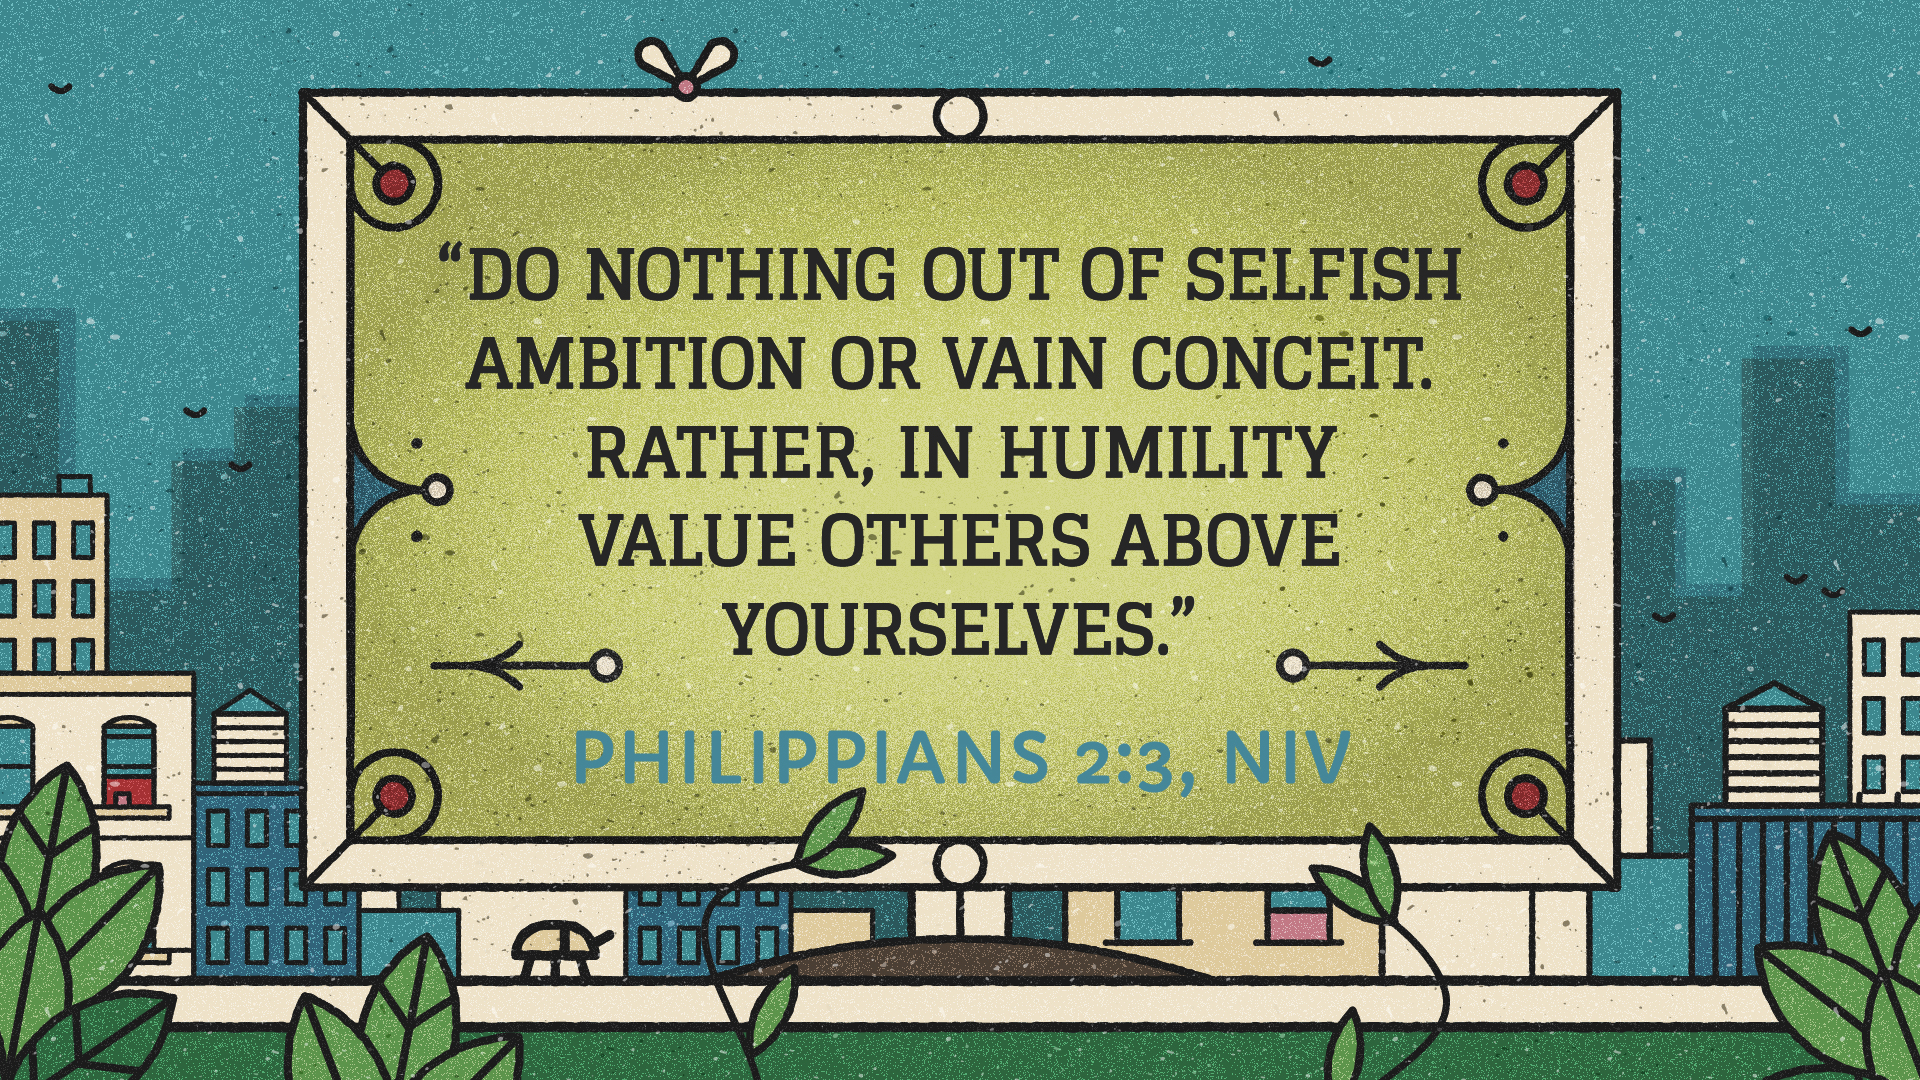 “DO NOTHING OUT OF SELFISH
AMBITION OR VAIN CONCEIT.
RATHER, IN HUMILITY
VALUE OTHERS ABOVE
YOURSELVES.”
PHILIPPIANS 2:3, NIV